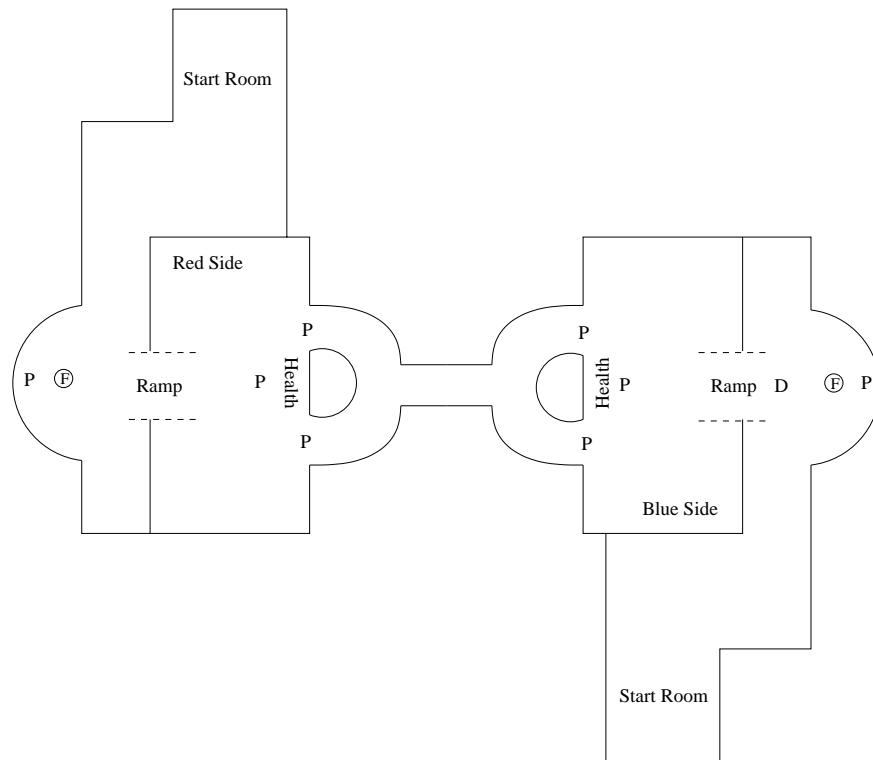 Start Room
Red Side
P
P
P F
Ramp
P
Health
Health
P
Ramp
D
F
P
P
P
Blue Side
Start Room